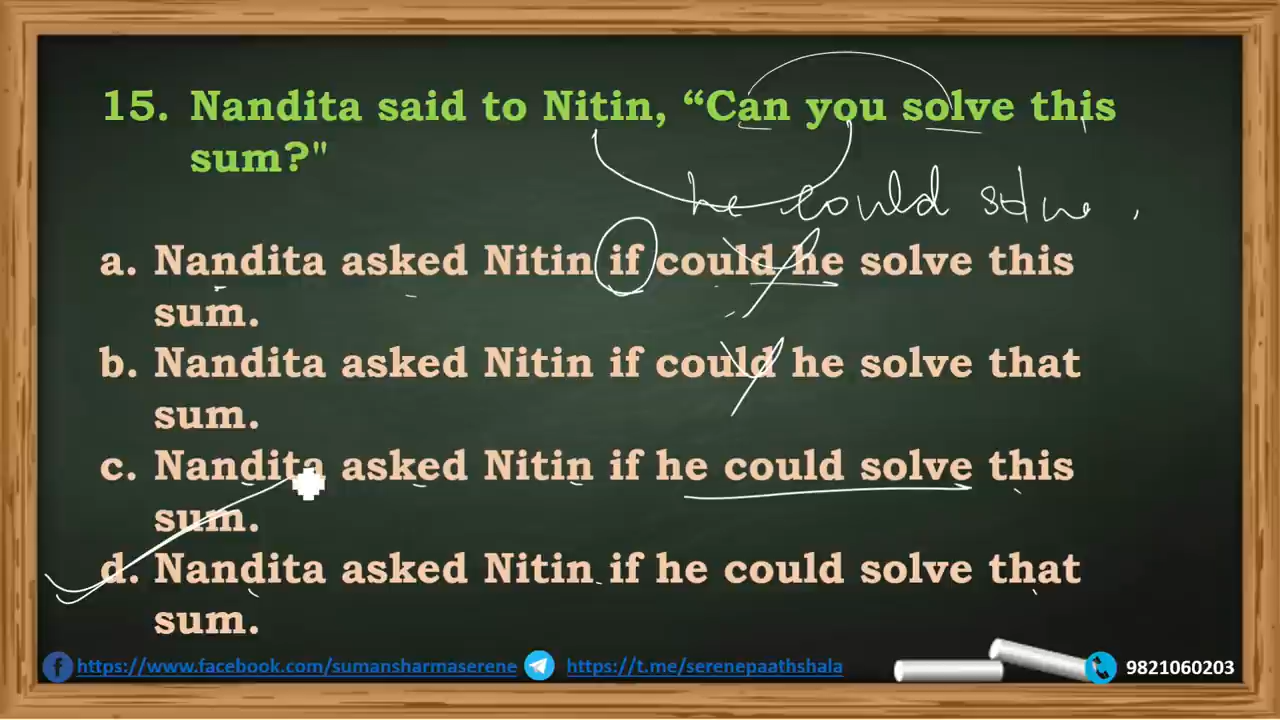 15. Nandita said to Nitin, “Can you solve this
sum?"
he could solve
a. Nandita asked Nitin if could he solve this
sum.
b. Nandita asked Nitin if could he solve that
sum.
c. Nandita asked Nitin if he could solve this
sum.
d. Nandita asked Nitin if he could solve that
sum.
https://www.facebook.com/sumansharmaserene https://t.me/serenepaathshala 9821060203